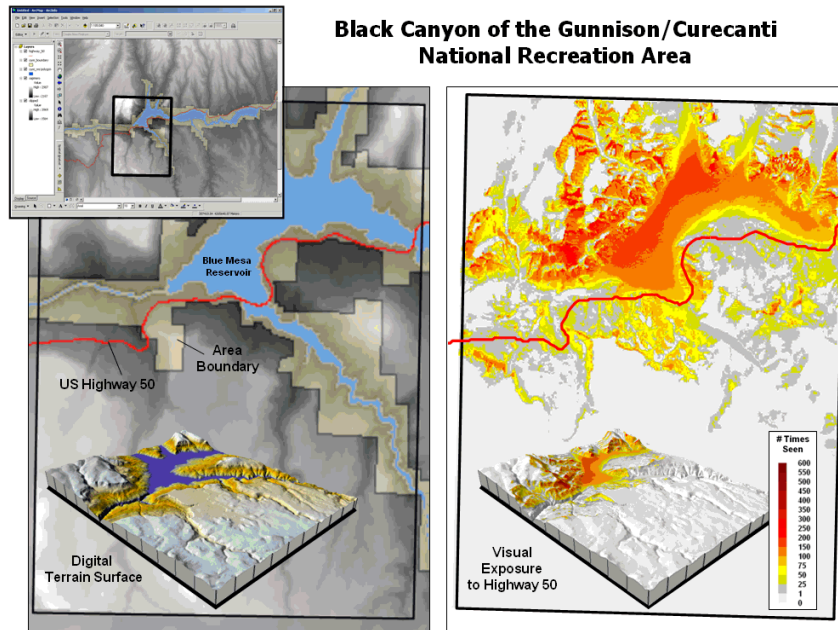 Black Canyon of the Gunnison/Curecanti
National Recreation Area
Blue Mesa
Reservoir
Area
Boundary
US Highway 50
Digital
Terrain Surface
Visual
Exposure
to Highway 50
# Times
Seen
600
550
500
450
400
350
300
250
200
150
100
75
50
25
1
0